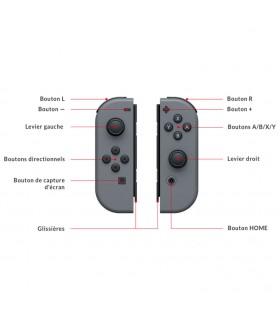 Bouton L
Bouton —
Levier gauche
Boutons directionnels
Bouton de capture
d'écran
Glissières
Bouton R
Bouton +
Boutons A/B/X/Y
Levier droit
Bouton HOME